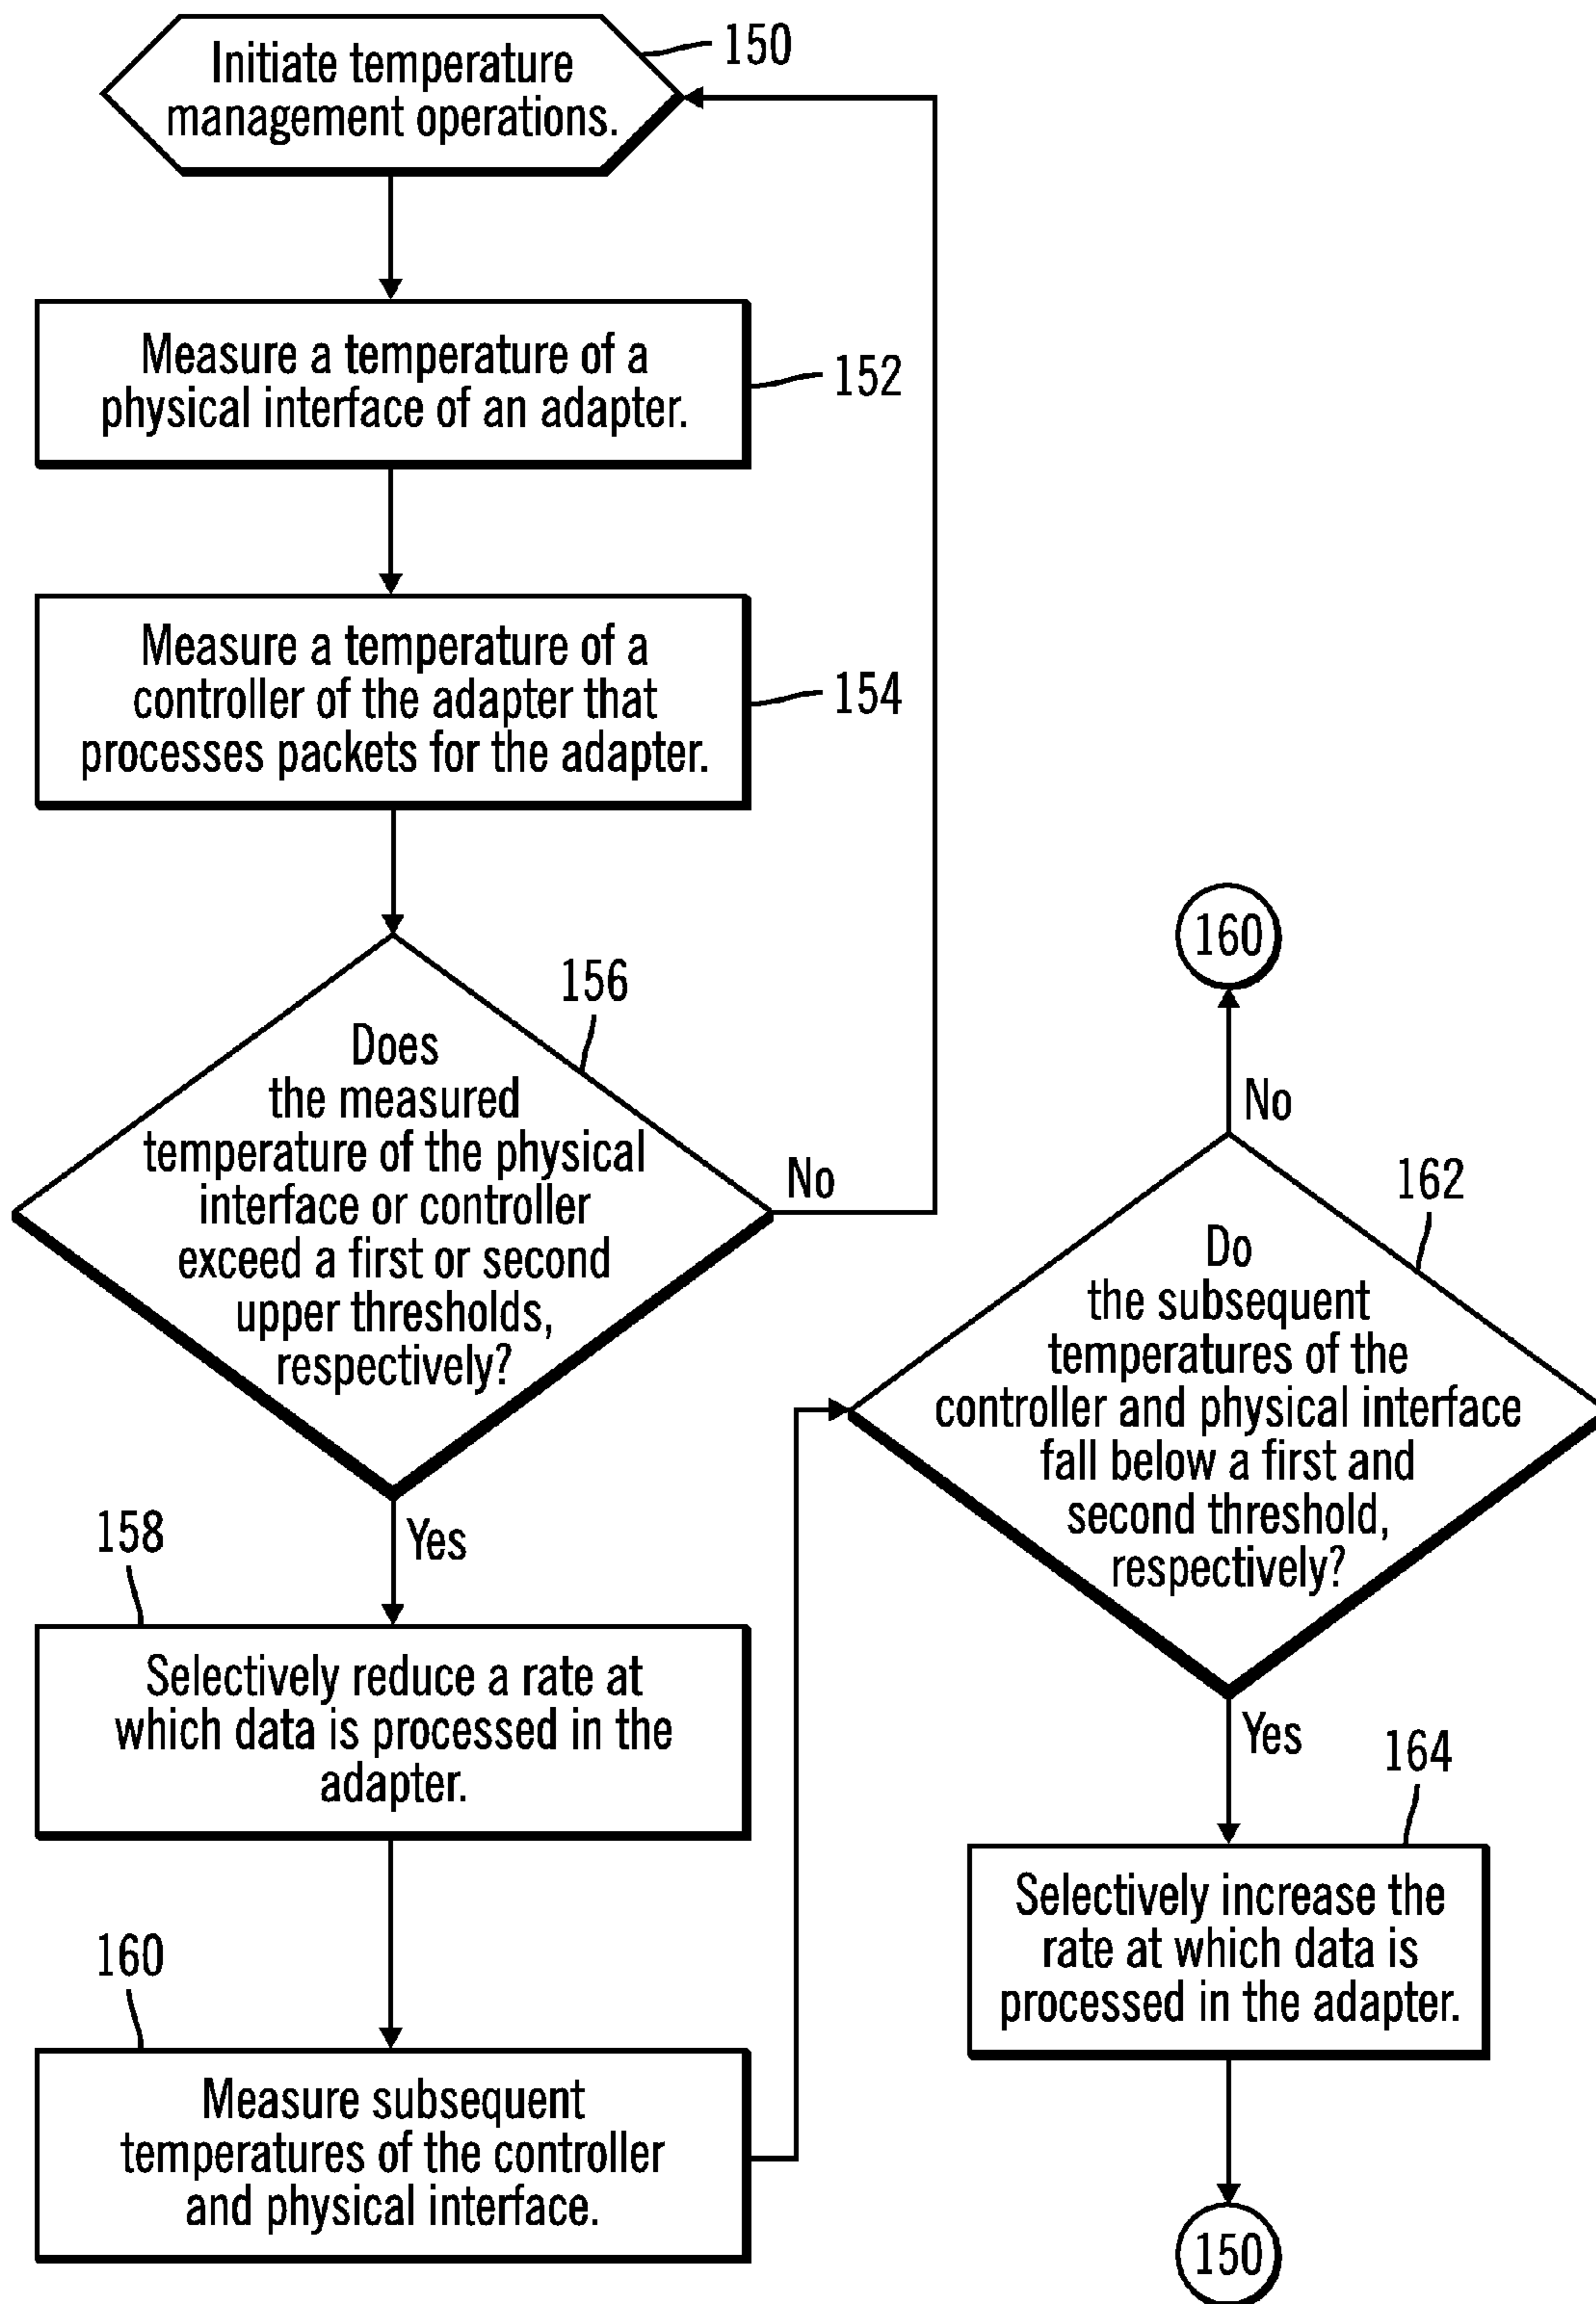 Initiate temperature
management operations.
150
Measure a temperature of a
physical interface of an adapter.
152
Measure a temperature of a
controller of the adapter that
processes packets for the adapter.
154
156
Does
the measured
temperature of the physical
interface or controller
exceed a first or second
upper thresholds,
respectively?
No
Yes
158
Selectively reduce a rate at
which data is processed in the
adapter.
160
Measure subsequent
temperatures of the controller
and physical interface.
160
No
162
Do
the subsequent
temperatures of the
controller and physical interface
fall below a first and
second threshold,
respectively?
Yes
164
Selectively increase the
rate at which data is
processed in the adapter.
150